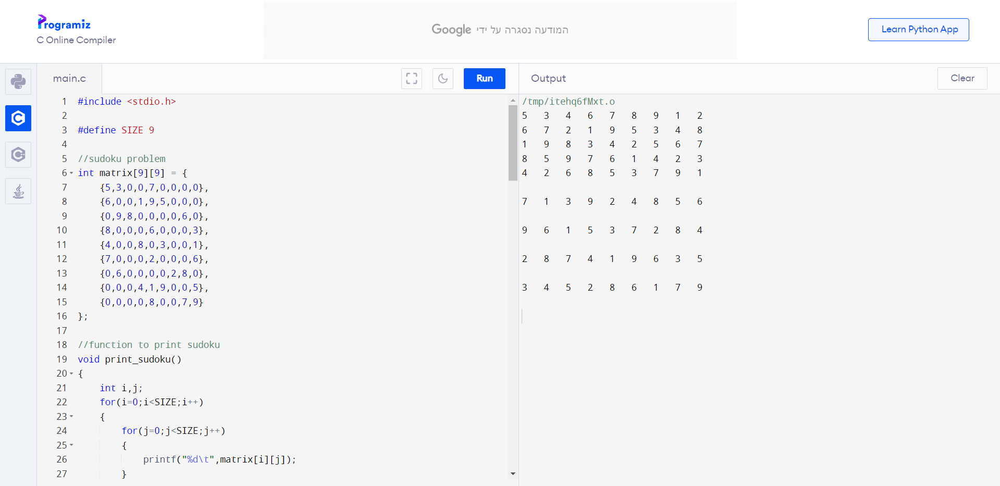 Programiz
C Online Compiler
המודעה נסגרה על ידי Google
Learn Python App
main.c
Run
Output
Clear
1 #include <stdio.h>
2
3 #define SIZE 9
4
5 //sudoku problem
6 int matrix[9][9] = {
7     {5,3,0,0,7,0,0,0,0},
8     {6,0,0,1,9,5,0,0,0},
9     {0,9,8,0,0,0,0,6,0},
10     {8,0,0,0,6,0,0,0,3},
11     {4,0,0,8,0,3,0,0,1},
12     {7,0,0,0,2,0,0,0,6},
13     {0,6,0,0,0,0,2,8,0},
14     {0,0,0,4,1,9,0,0,5},
15     {0,0,0,0,8,0,0,7,9}
16 };
17
18 //function to print sudoku
19 void print_sudoku()
20 {
21     int i,j;
22     for(i=0;i<SIZE;i++)
23     {
24         for(j=0;j<SIZE;j++)
25         {
26             printf("%d\t",matrix[i][j]);
27         }
/tmp/itehq6fMxt.o
5 3 4 6 7 8 9 1 2
6 7 2 1 9 5 3 4 8
1 9 8 3 4 2 5 6 7
8 5 9 7 6 1 4 2 3
4 2 6 8 5 3 7 9 1
7 1 3 9 2 4 8 5 6
9 6 1 5 3 7 2 8 4
2 8 7 4 1 9 6 3 5
3 4 5 2 8 6 1 7 9